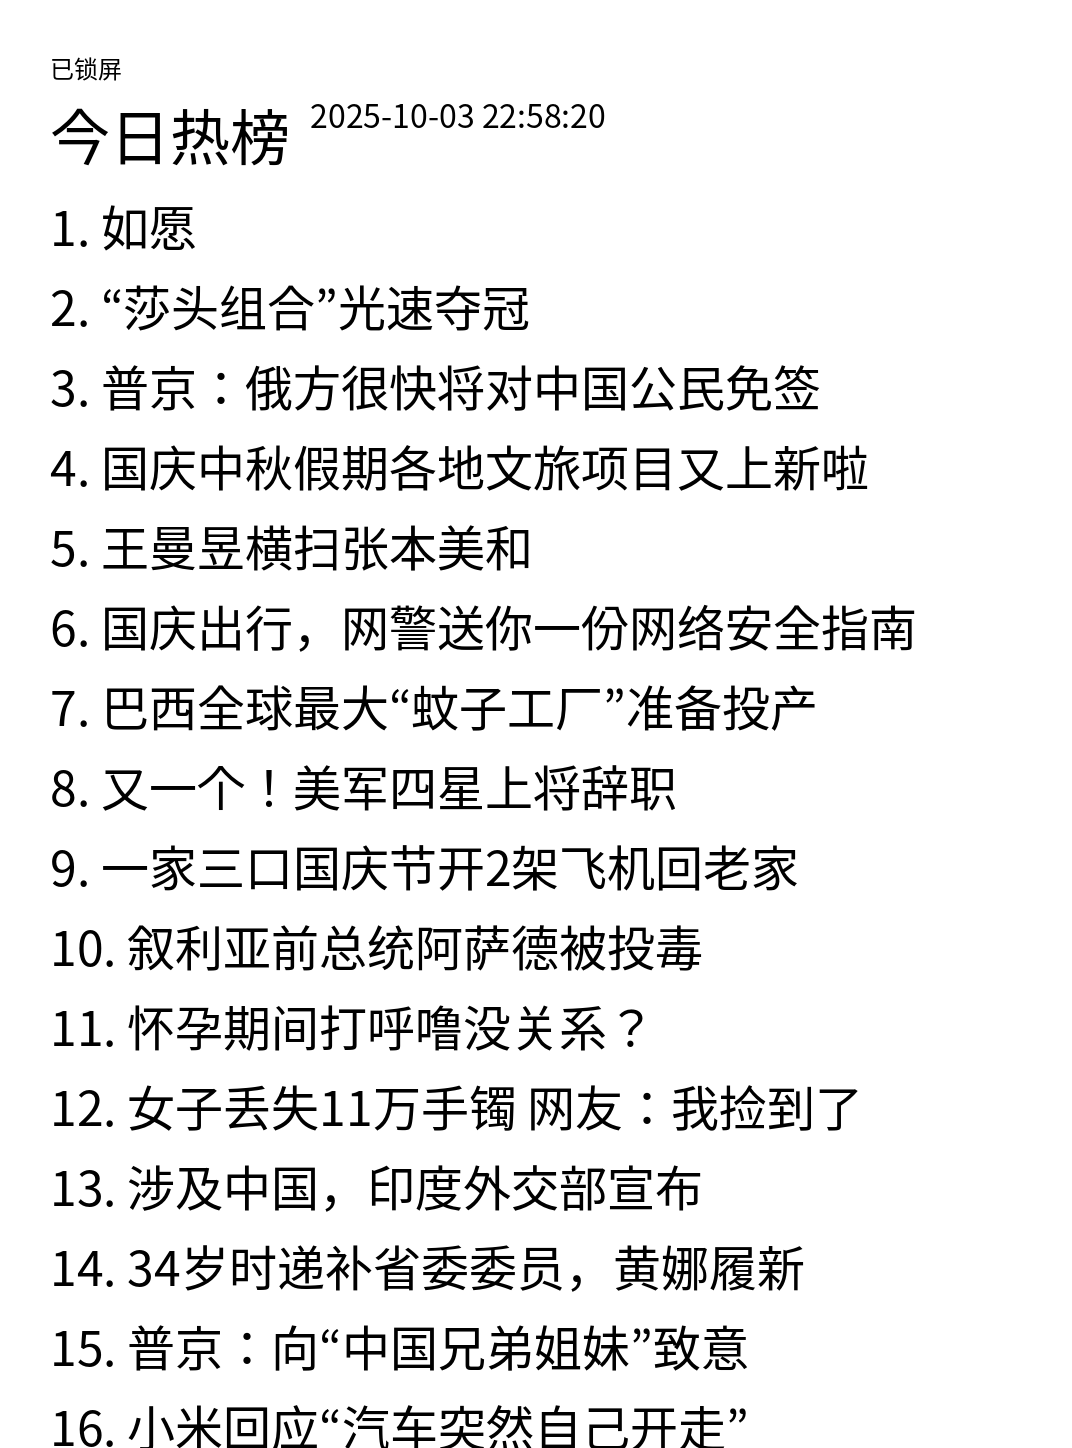 已锁屏
今日热榜 2025-10-03 22:58:20
1. 如愿
2. “莎头组合”光速夺冠
3. 普京：俄方很快将对中国公民免签
4. 国庆中秋假期各地文旅项目又上新啦
5. 王曼昱横扫张本美和
6. 国庆出行，网警送你一份网络安全指南
7. 巴西全球最大“蚊子工厂”准备投产
8. 又一个！美军四星上将辞职
9. 一家三口国庆节开2架飞机回老家
10. 叙利亚前总统阿萨德被投毒
11. 怀孕期间打呼噜没关系？
12. 女子丢失11万手镯 网友：我捡到了
13. 涉及中国，印度外交部宣布
14. 34岁时递补省委委员，黄娜履新
15. 普京：向“中国兄弟姐妹”致意
16. 小米回应“汽车突然自己开走”